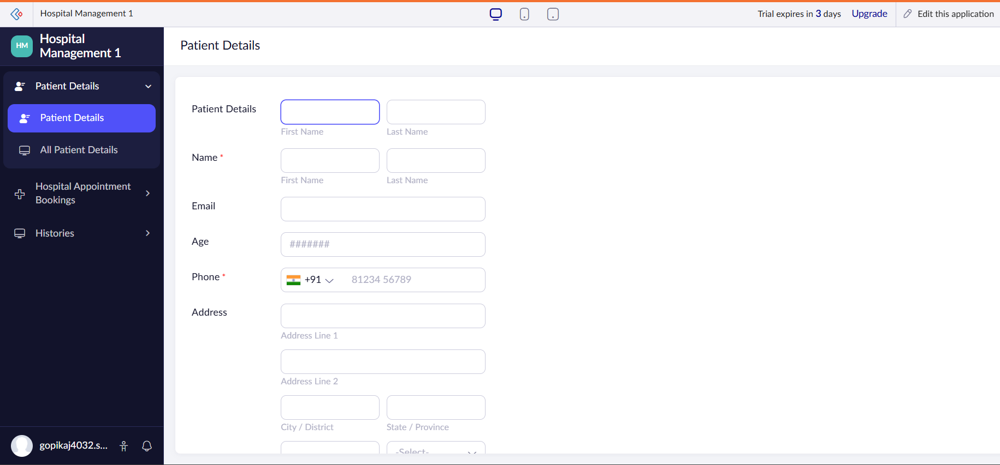 Hospital Management 1
Trial expires in 3 days Upgrade Edit this application
HM
Hospital
Management 1
Patient Details
Patient Details
All Patient Details
Hospital Appointment
Bookings
Histories
gopikaj4032.s...
Patient Details
Patient Details
First Name Last Name
Name *
First Name Last Name
Email
Age #######
Phone * +91 81234 56789
Address
Address Line 1
Address Line 2
City / District State / Province
-Select-